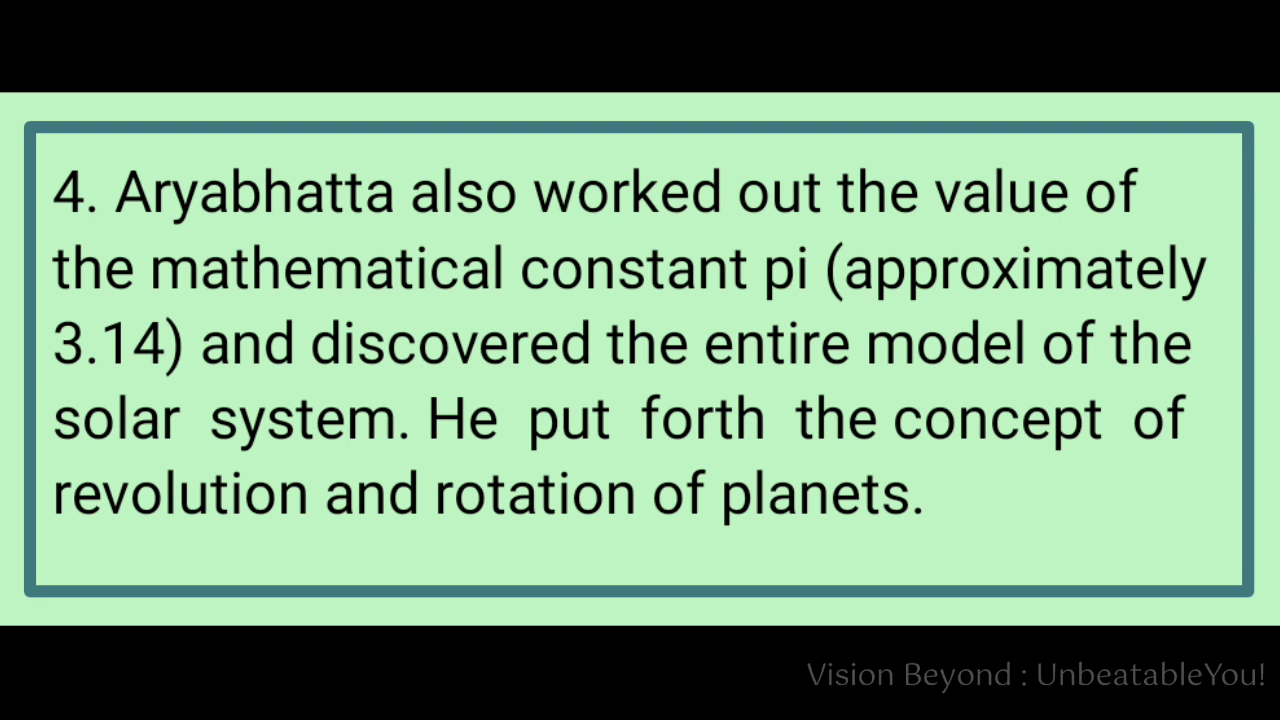 4. Aryabhatta also worked out the value of
the mathematical constant pi (approximately
3.14) and discovered the entire model of the
solar system. He put forth the concept of
revolution and rotation of planets.
Vision Beyond : UnbeatableYou!